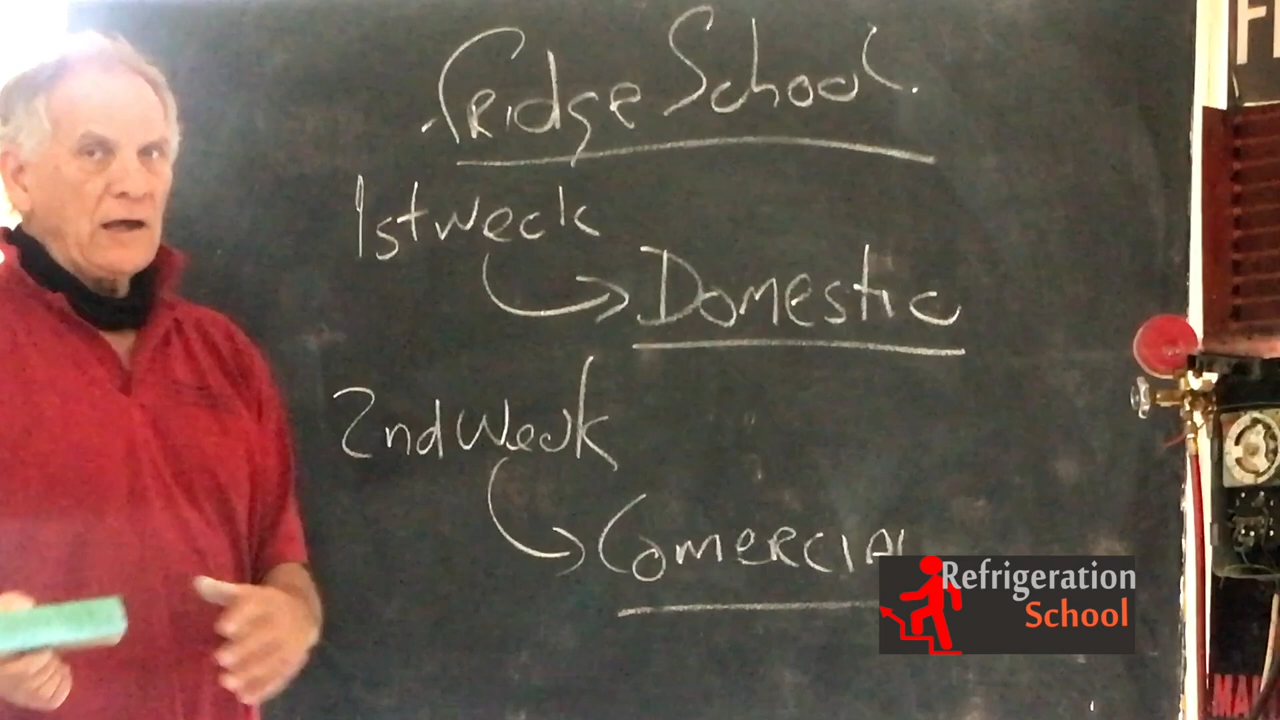 Fridge School.
1st week
Domestic
2nd Week
Comercial
Refrigeration
School